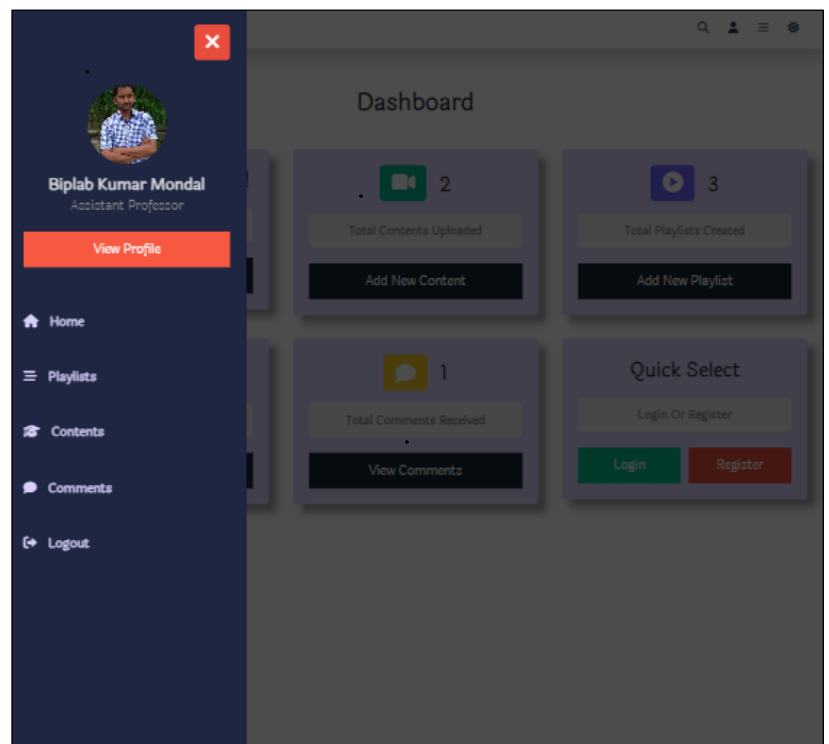 Biplab Kumar Mondal
Assistant Professor
View Profile
Home
Playlists
Contents
Comments
Logout
Dashboard
!
2
Total Contents Uploaded
Add New Content
3
Total Playlists Created
Add New Playlist
1
Total Comments Received
View Comments
Quick Select
Login Or Register
Login Register